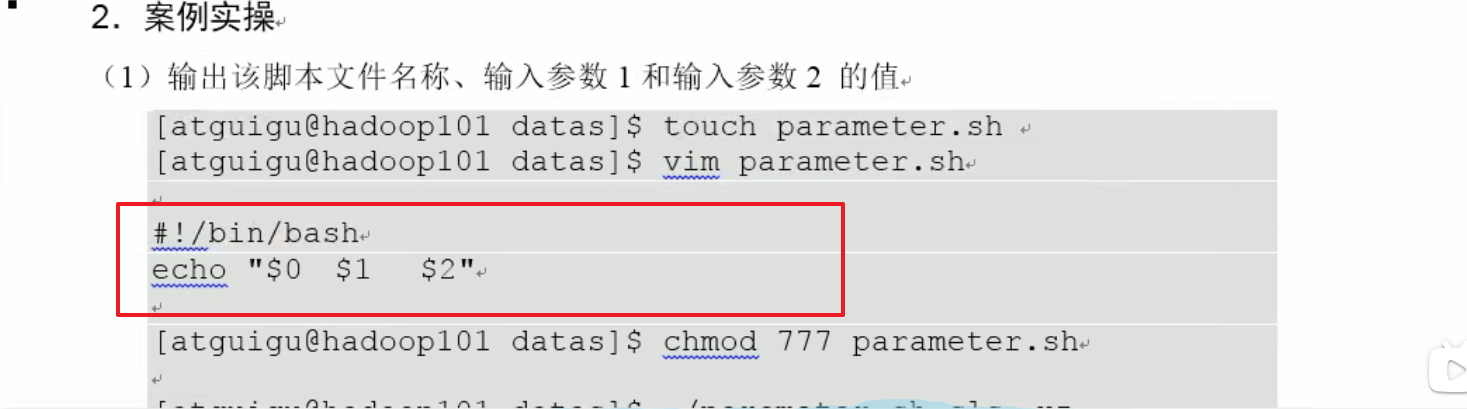 2. 案例实操
（1）输出该脚本文件名称、输入参数 1 和输入参数 2 的值
[atguigu@hadoop101 datas]$ touch parameter.sh
[atguigu@hadoop101 datas]$ vim parameter.sh
#!/bin/bash
echo "$0  $1   $2"
[atguigu@hadoop101 datas]$ chmod 777 parameter.sh